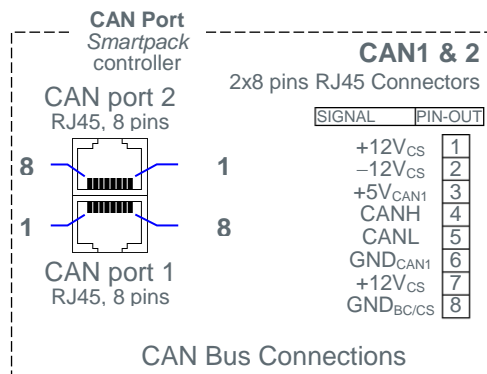 CAN Port
Smartpack
controller
CAN1 & 2
2x8 pins RJ45 Connectors
CAN port 2
RJ45, 8 pins
SIGNAL PIN-OUT
8 1
1 8
CAN port 1
RJ45, 8 pins
+12VCS 1
−12VCS 2
+5VCAN1 3
CANH 4
CANL 5
GNDCAN1 6
+12VCS 7
GNDBC/CS 8
CAN Bus Connections